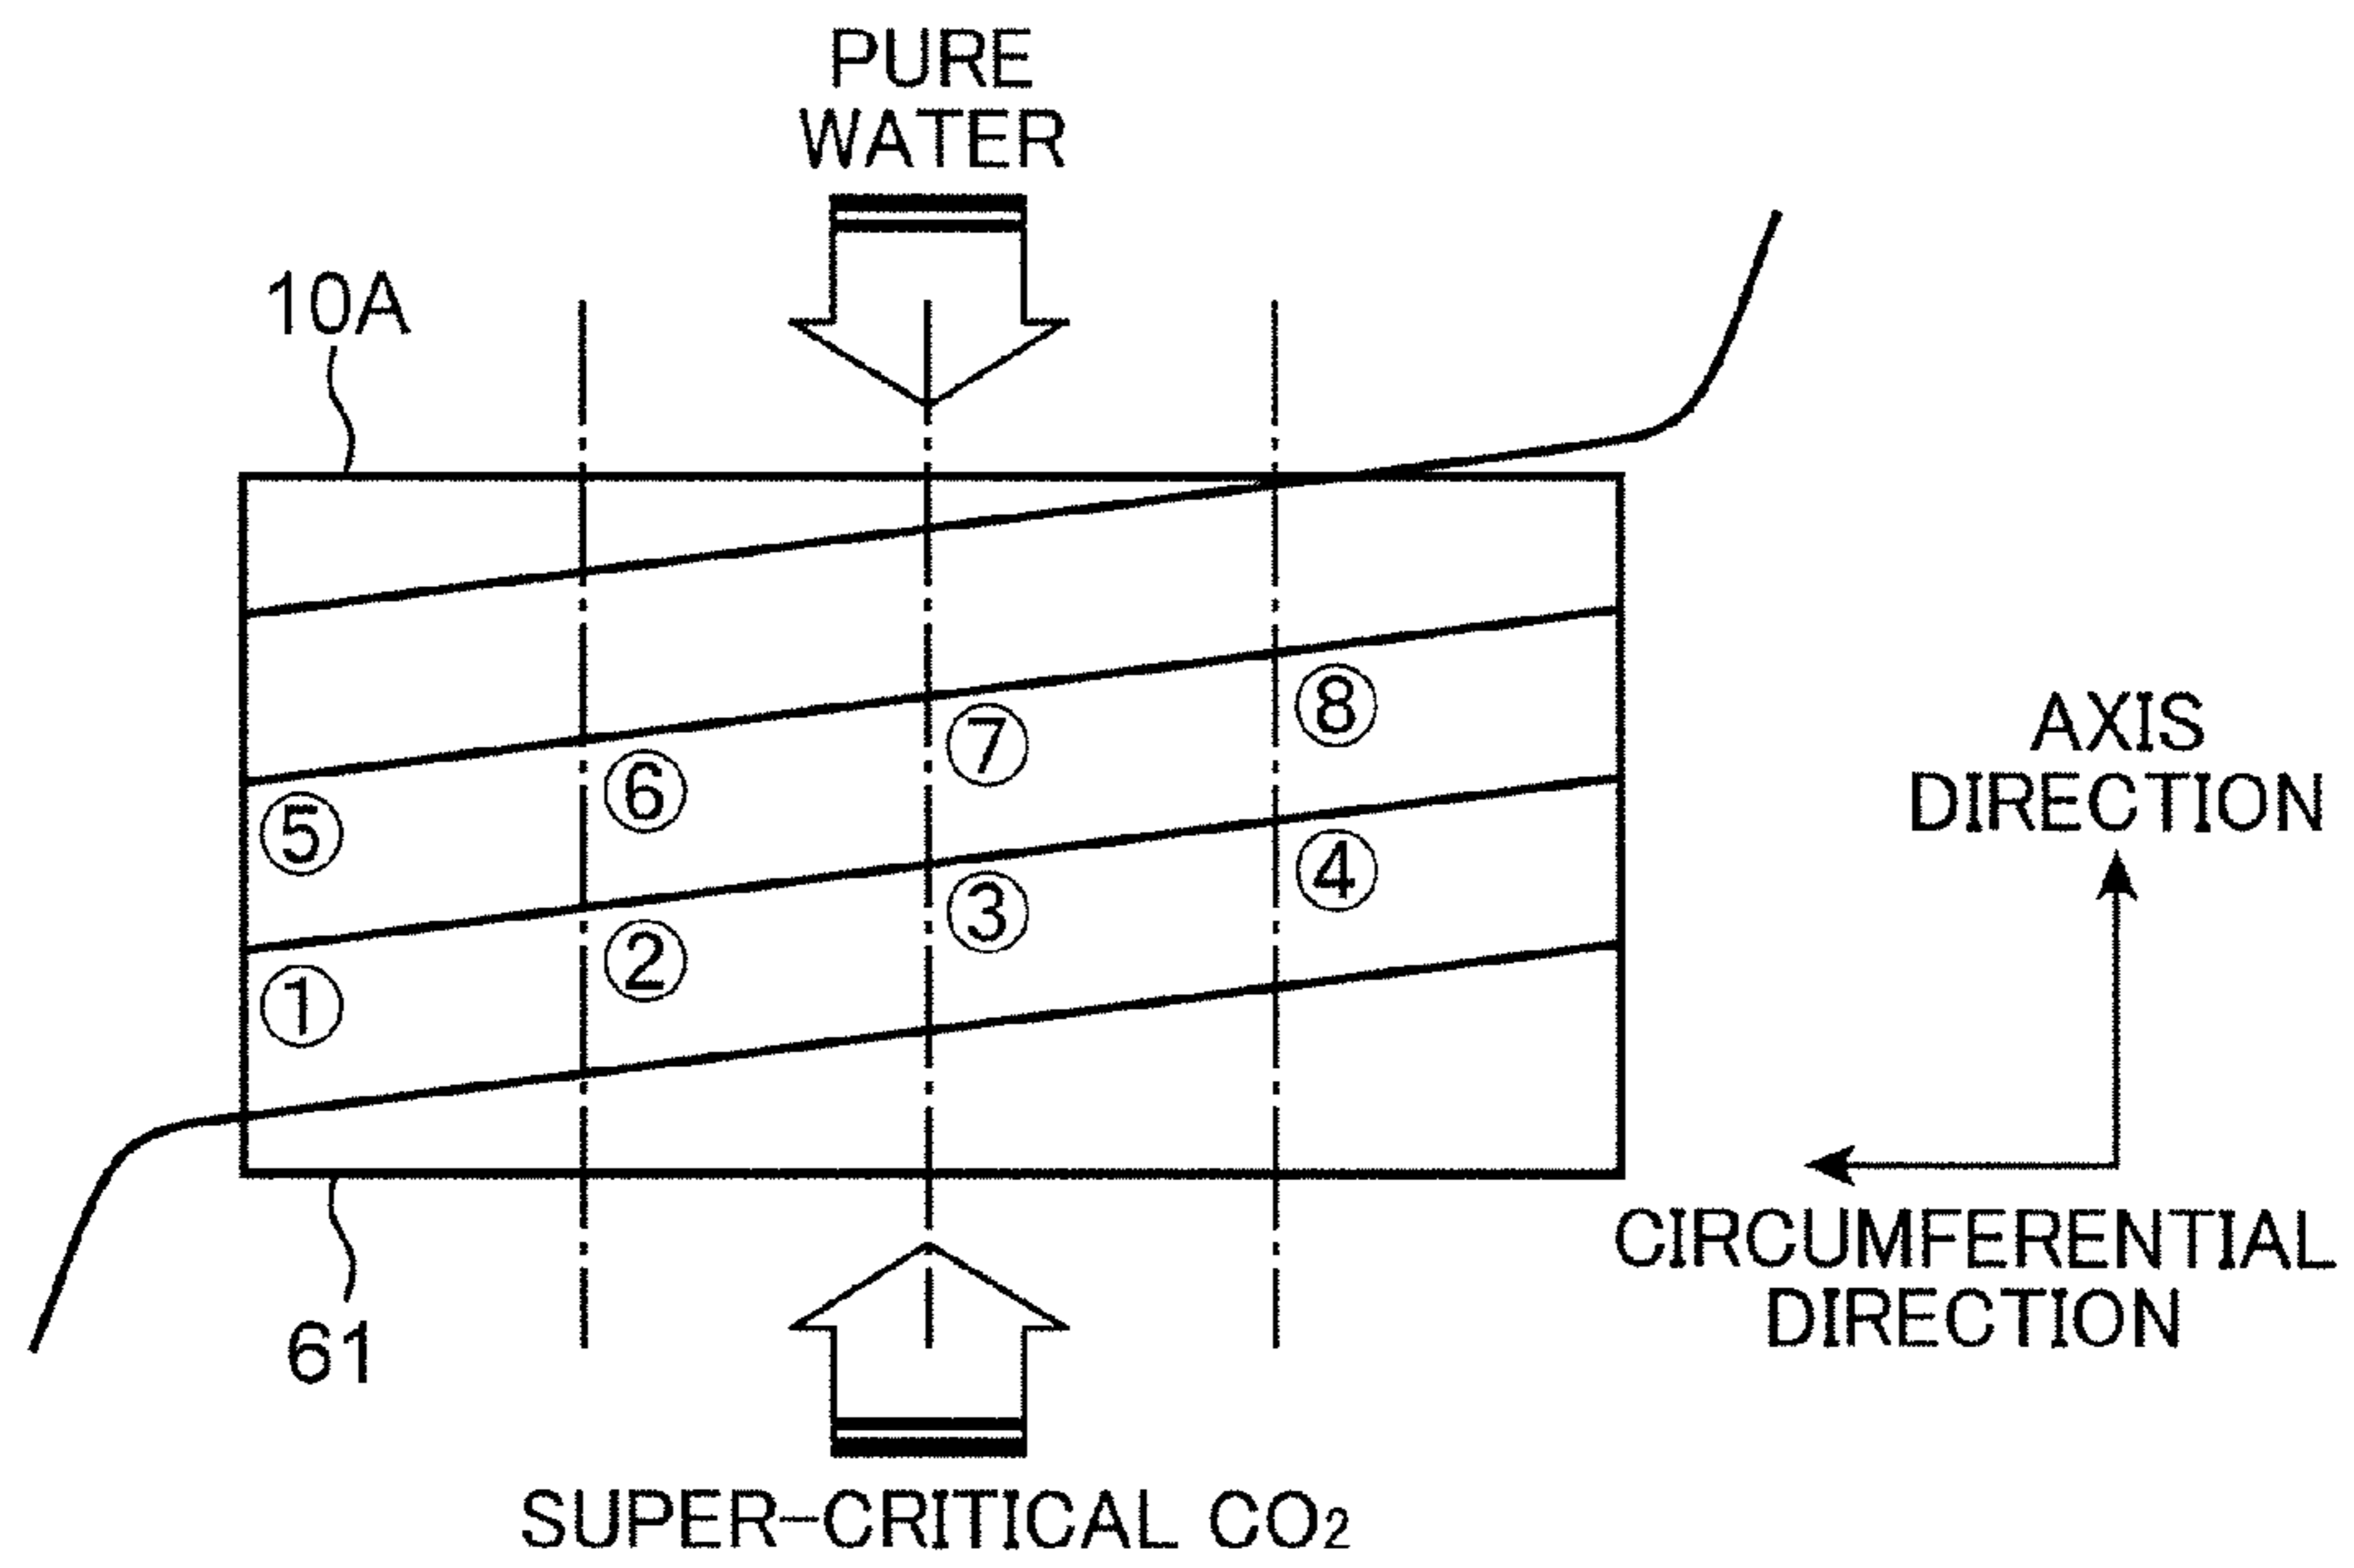 PURE
WATER
10A
⑧
⑦
⑥
⑤
④
③
②
①
AXIS
DIRECTION
CIRCUMFERENTIAL
DIRECTION
61
SUPER-CRITICAL CO₂